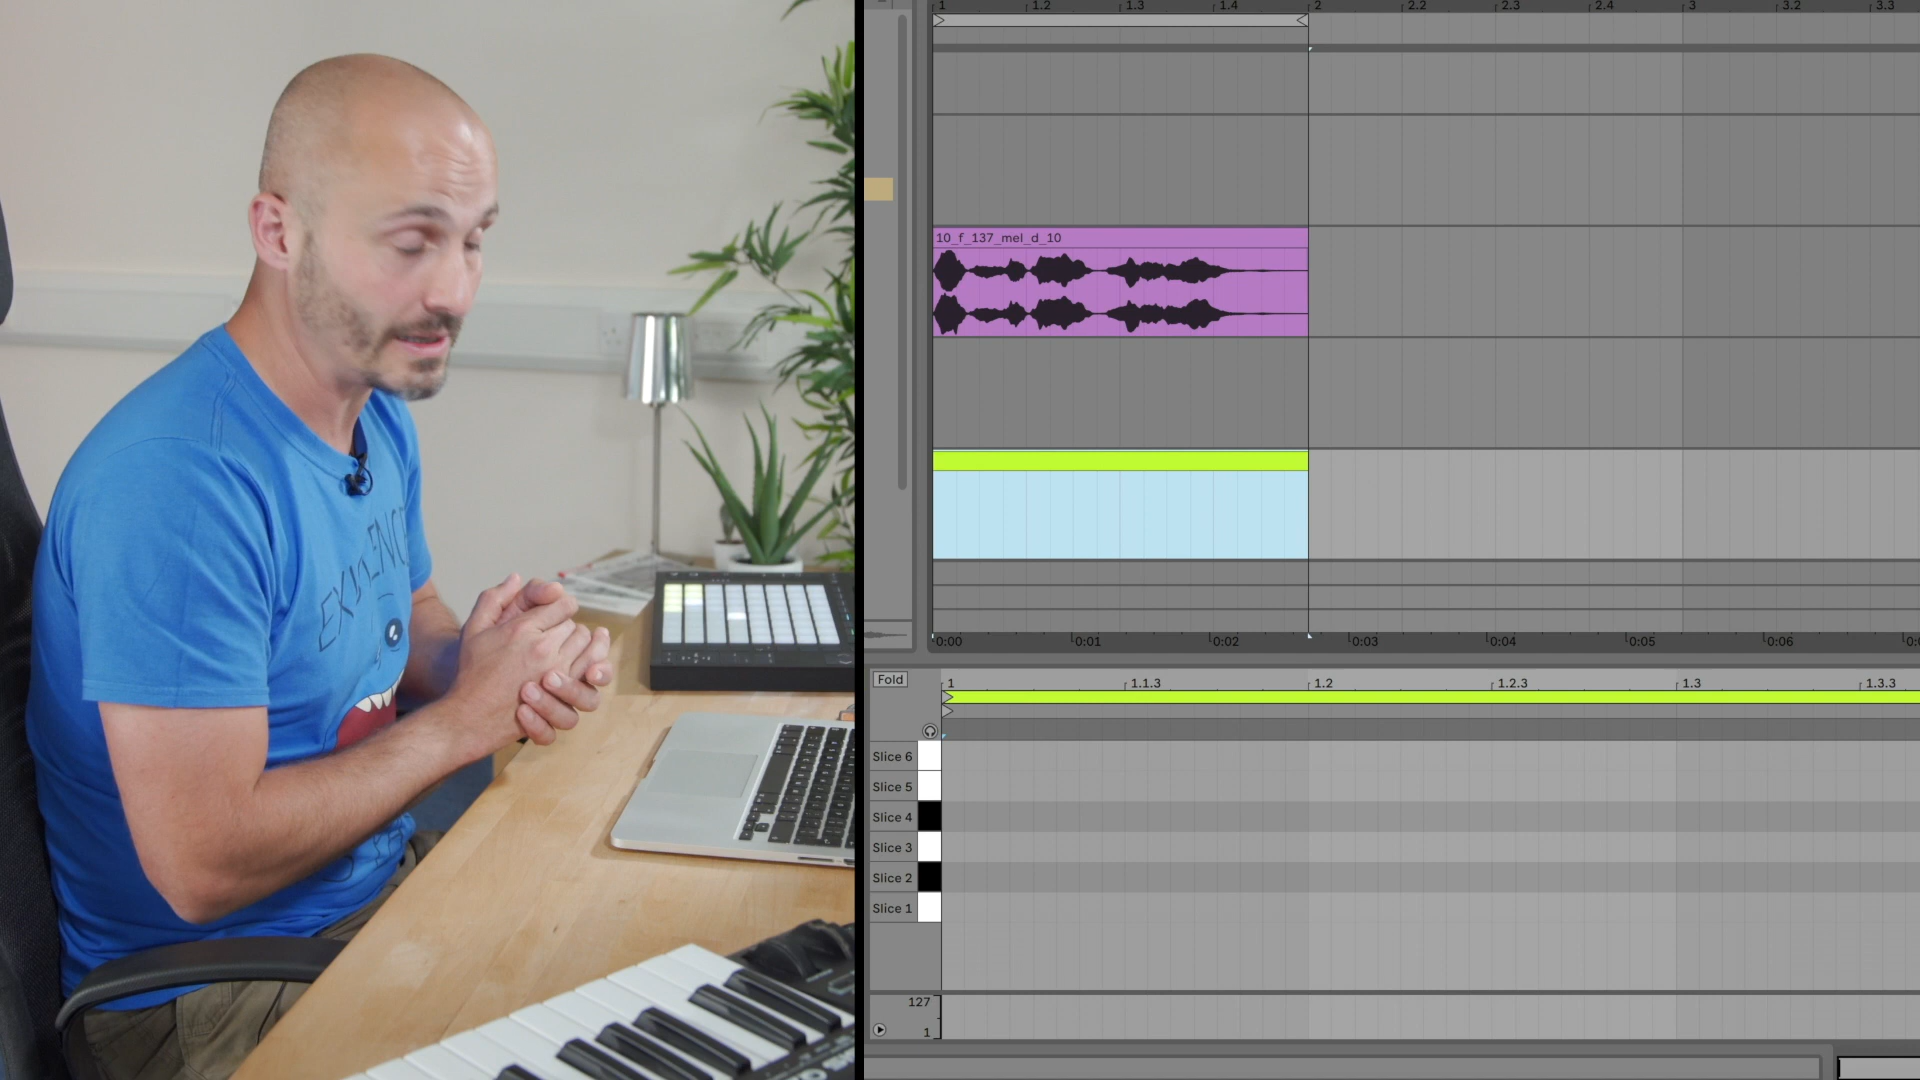 1 1.2 1.3 1.4 2 2.2 2.3 2.4 3 3.2 3.3
10_f_137_mel_d_10
0:00 0:01 0:02 0:03 0:04 0:05 0:06
Fold
1 1.1.3 1.2 1.2.3 1.3 1.3.3
Slice 6
Slice 5
Slice 4
Slice 3
Slice 2
Slice 1
127
1